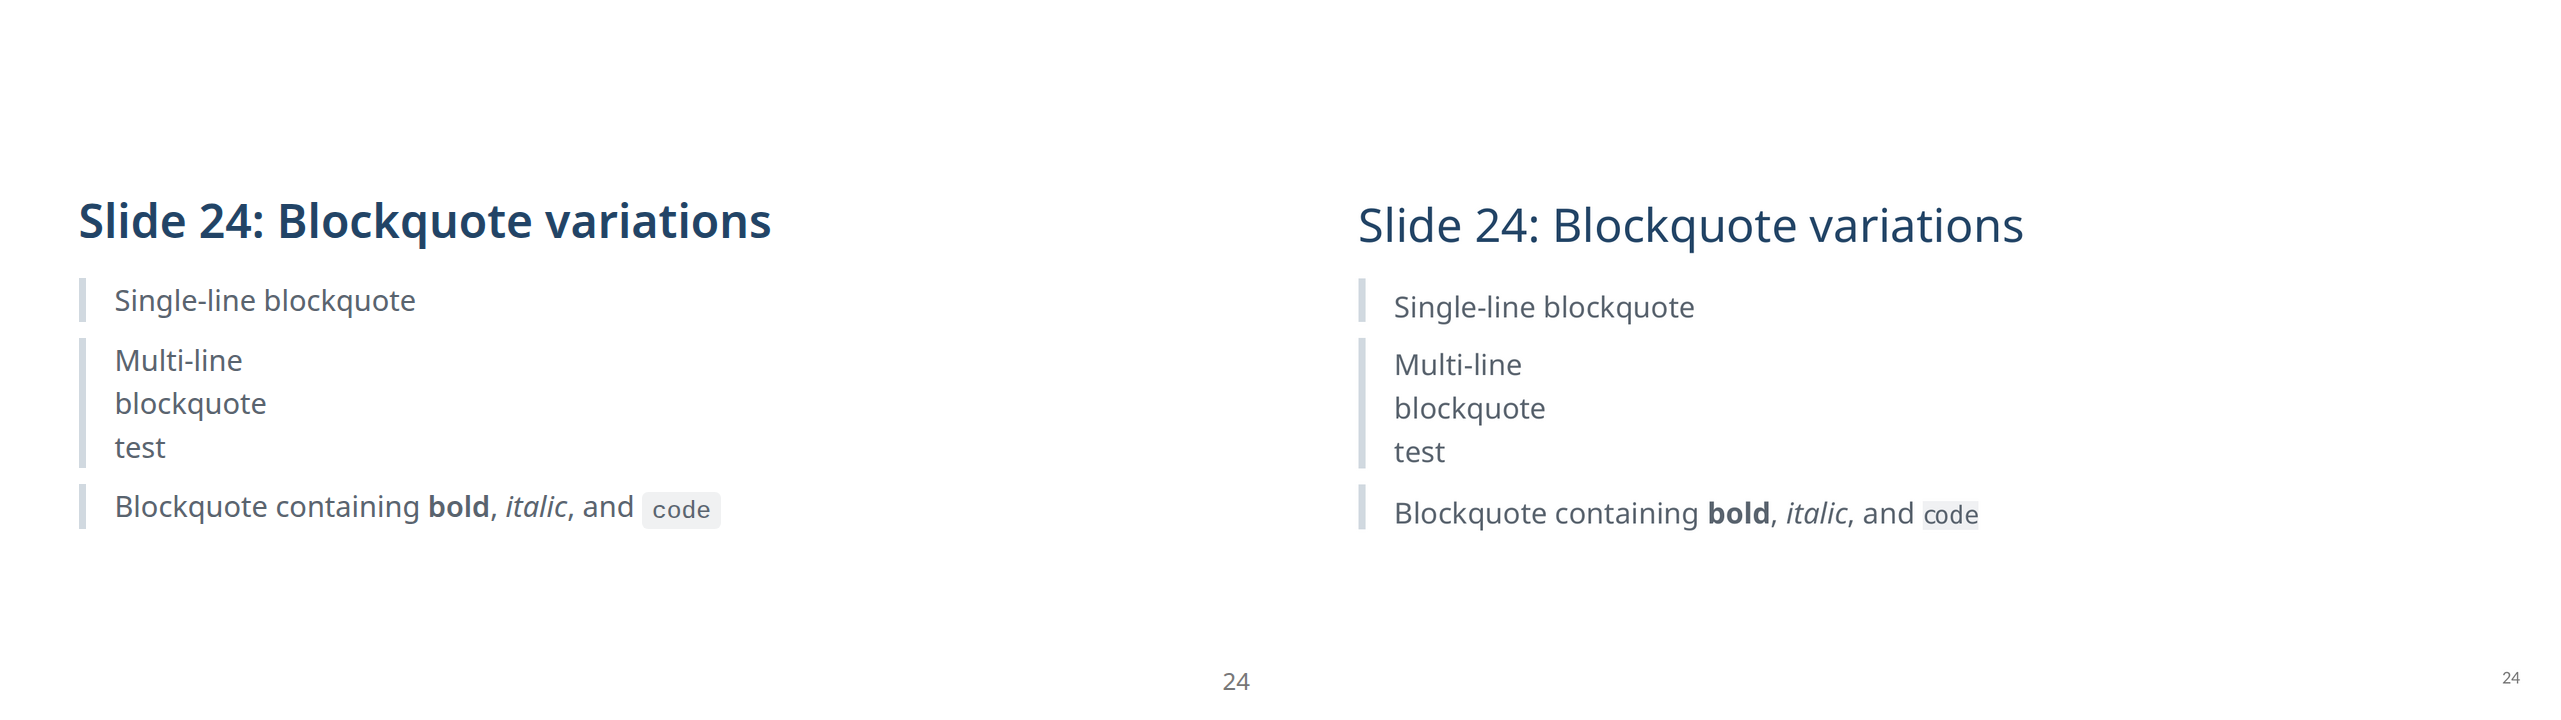 Slide 24: Blockquote variations
Single-line blockquote
Multi-line
blockquote
test
Blockquote containing bold, italic, and code
24
Slide 24: Blockquote variations
Single-line blockquote
Multi-line
blockquote
test
Blockquote containing bold, italic, and code
24